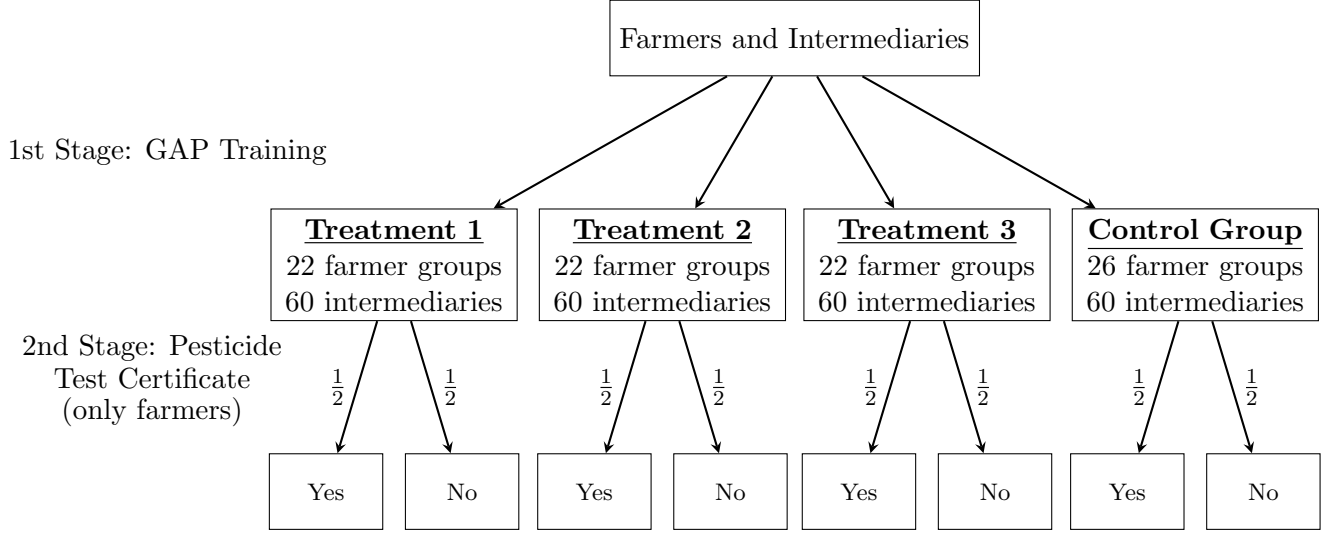 Farmers and Intermediaries
1st Stage: GAP Training
Treatment 1
22 farmer groups
60 intermediaries
Treatment 2
22 farmer groups
60 intermediaries
Treatment 3
22 farmer groups
60 intermediaries
Control Group
26 farmer groups
60 intermediaries
2nd Stage: Pesticide
Test Certificate
(only farmers)
1/2
1/2
1/2
1/2
1/2
1/2
1/2
1/2
Yes
No
Yes
No
Yes
No
Yes
No